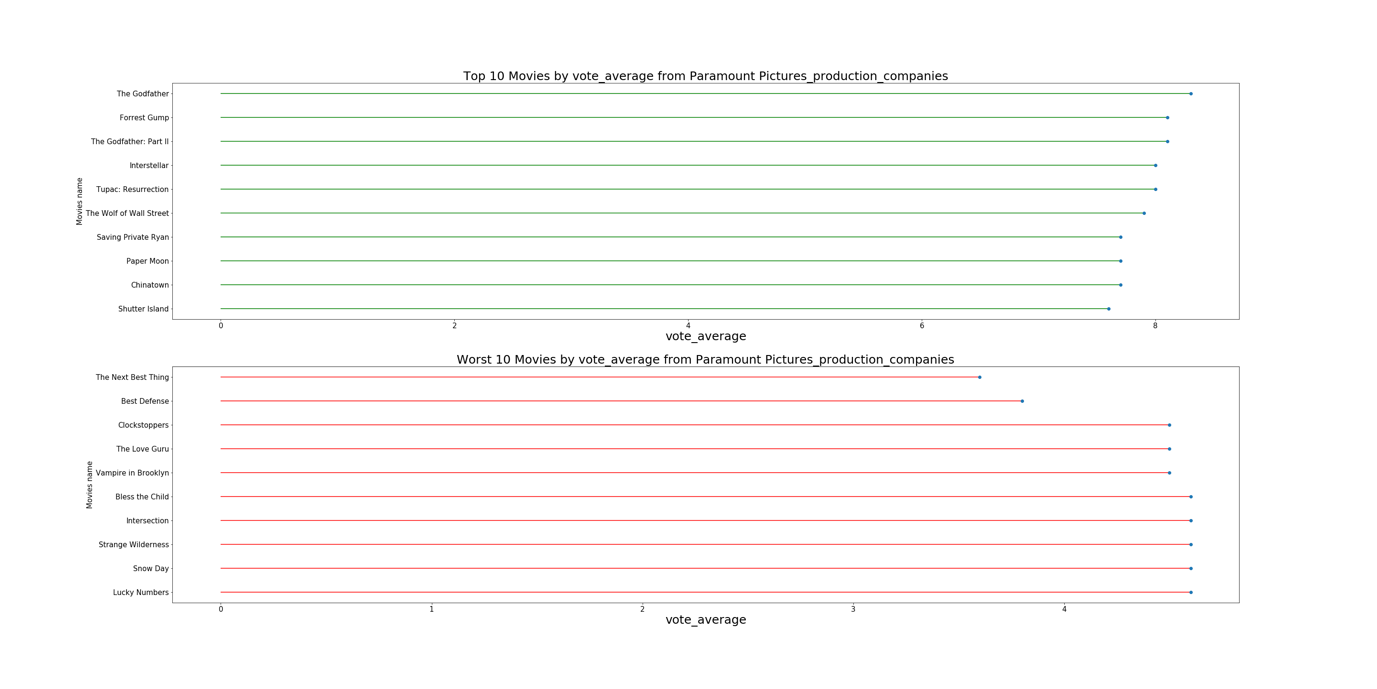 Top 10 Movies by vote_average from Paramount Pictures_production_companies
Movies name
The Godfather
Forrest Gump
The Godfather: Part II
Interstellar
Tupac: Resurrection
The Wolf of Wall Street
Saving Private Ryan
Paper Moon
Chinatown
Shutter Island
0 2 4 6 8
vote_average
Worst 10 Movies by vote_average from Paramount Pictures_production_companies
Movies name
The Next Best Thing
Best Defense
Clockstoppers
The Love Guru
Vampire in Brooklyn
Bless the Child
Intersection
Strange Wilderness
Snow Day
Lucky Numbers
0 1 2 3 4
vote_average